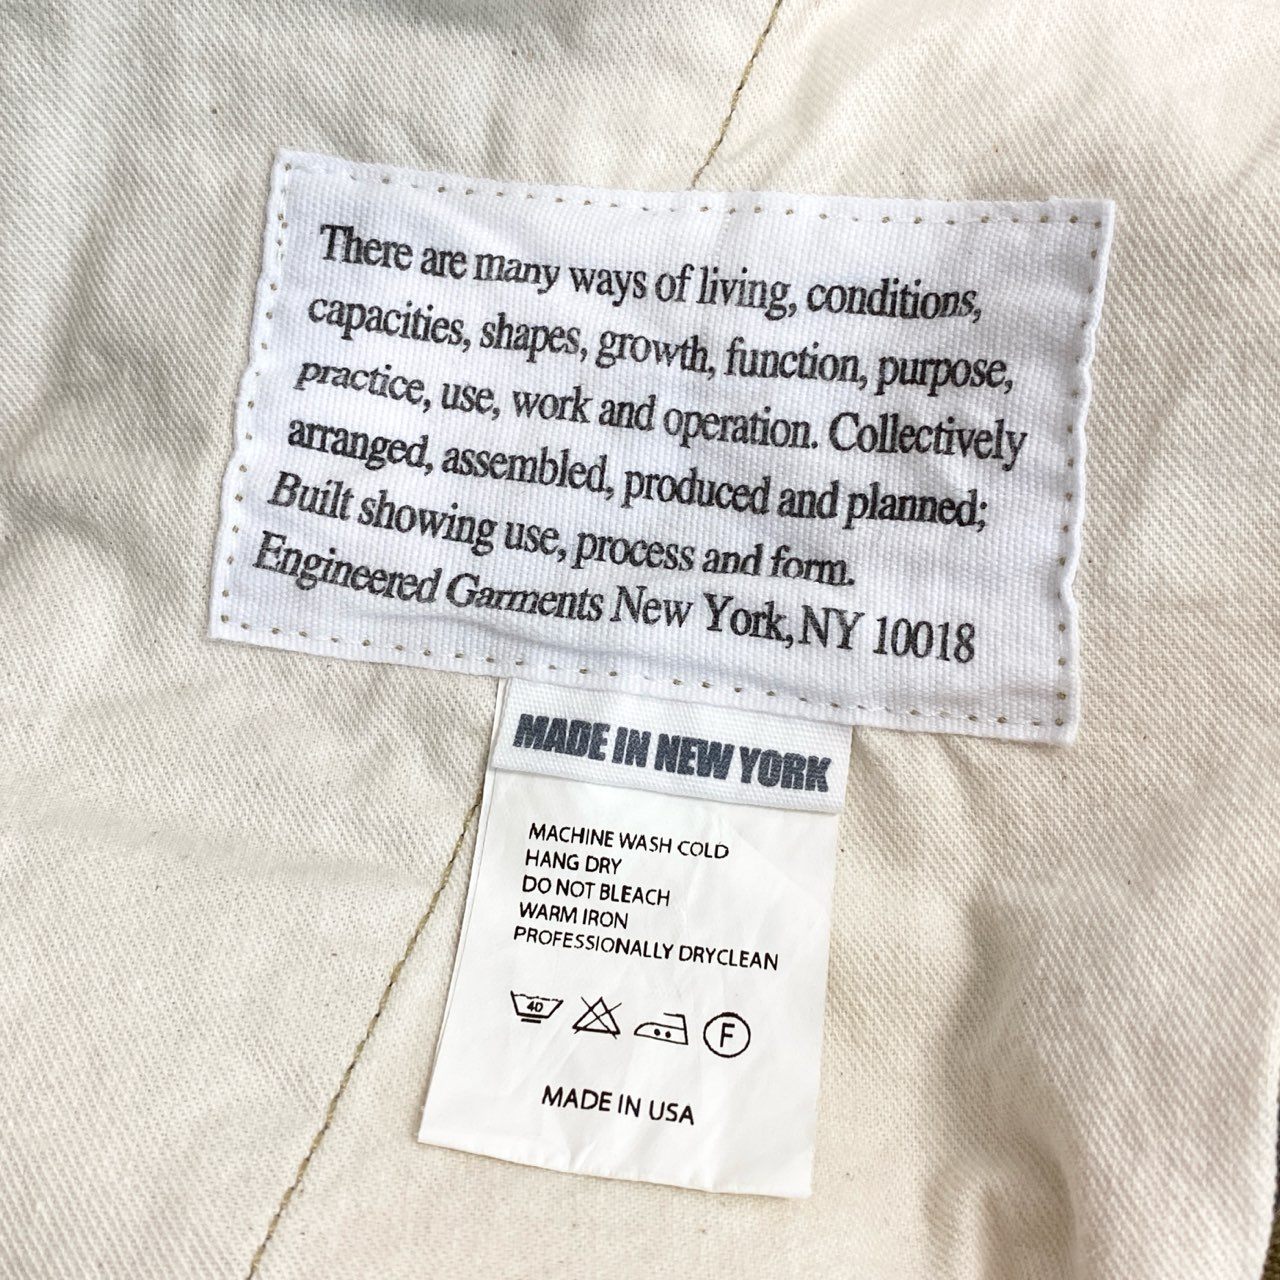 There are many ways of living, conditions,
capacities, shapes, growth, function, purpose,
practice, use, work and operation. Collectively
arranged, assembled, produced and planned;
Built showing use, process and form.
Engineered Garments New York, NY 10018
MADE IN NEW YORK
MACHINE WASH COLD
HANG DRY
DO NOT BLEACH
WARM IRON
PROFESSIONALLY DRYCLEAN
40 F
MADE IN USA